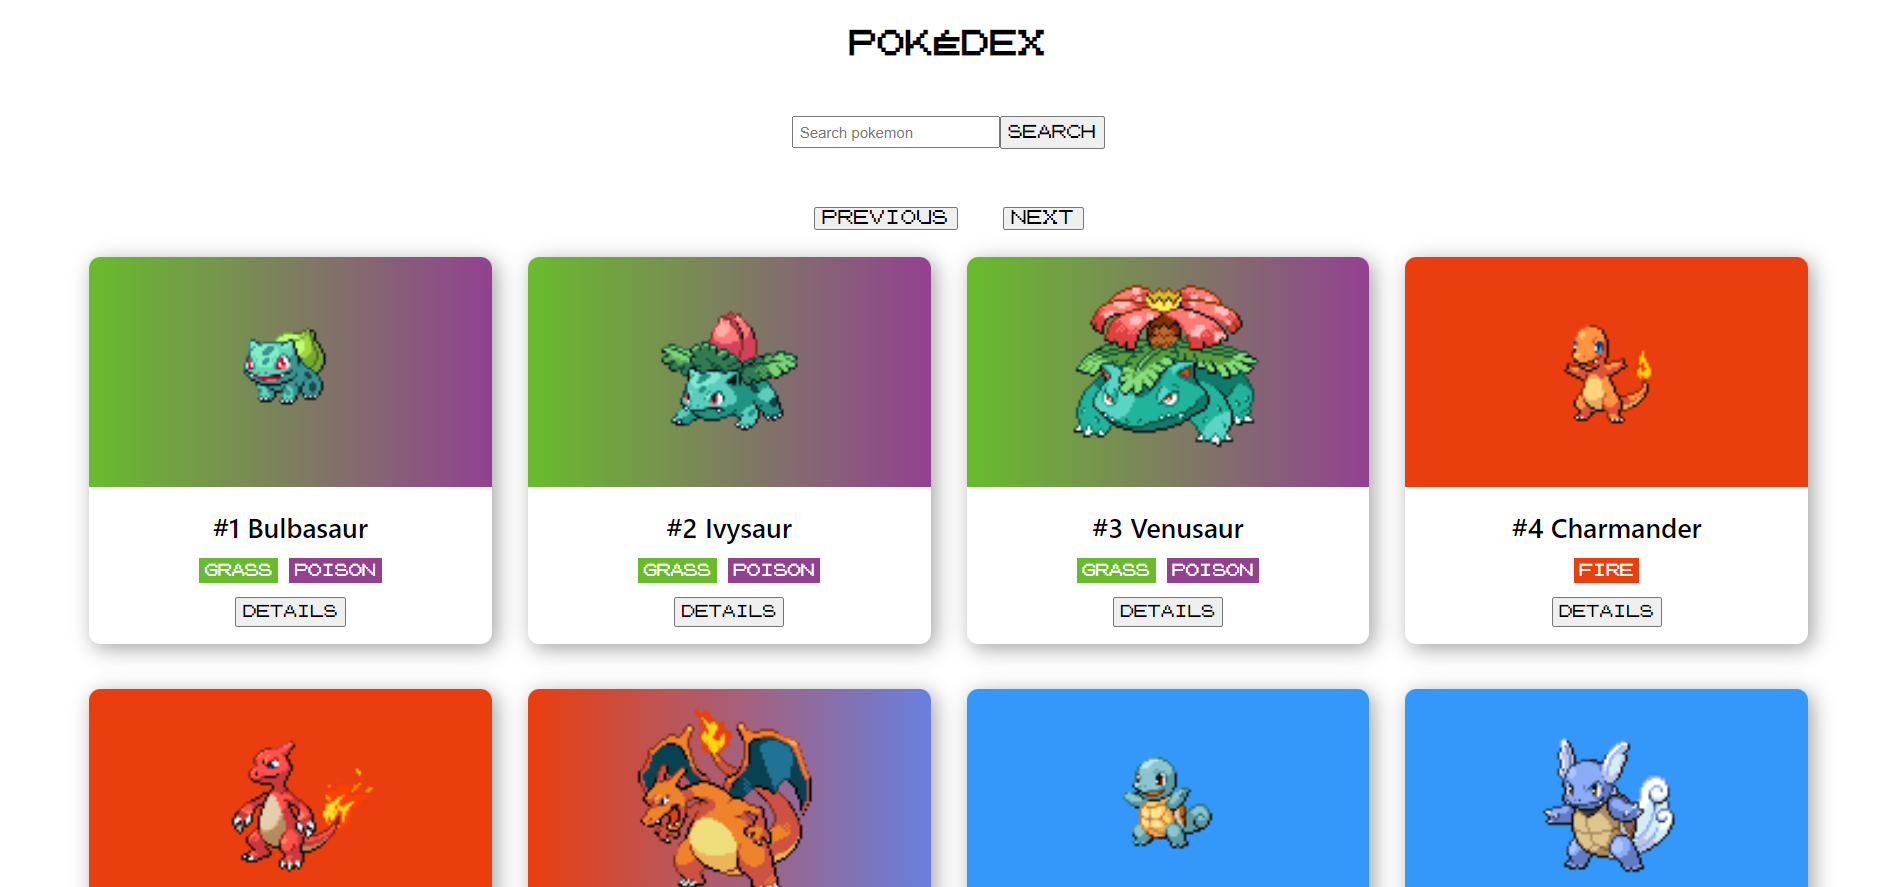 POKéDEX
Search pokemon SEARCH
PREVIOUS NEXT
#1 Bulbasaur
GRASS POISON
DETAILS
#2 Ivysaur
GRASS POISON
DETAILS
#3 Venusaur
GRASS POISON
DETAILS
#4 Charmander
FIRE
DETAILS